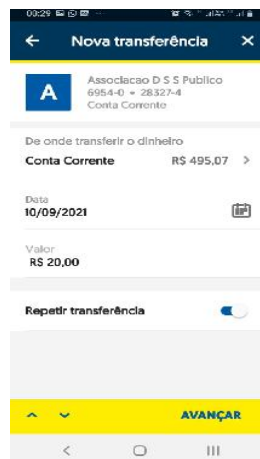 00:29
Nova transferência
A
Associacao D S S Publico
6954-0 • 28327-4
Conta Corrente
De onde transferir o dinheiro
Conta Corrente R$ 495,07
Data
10/09/2021
Valor
R$ 20,00
Repetir transferência
AVANÇAR